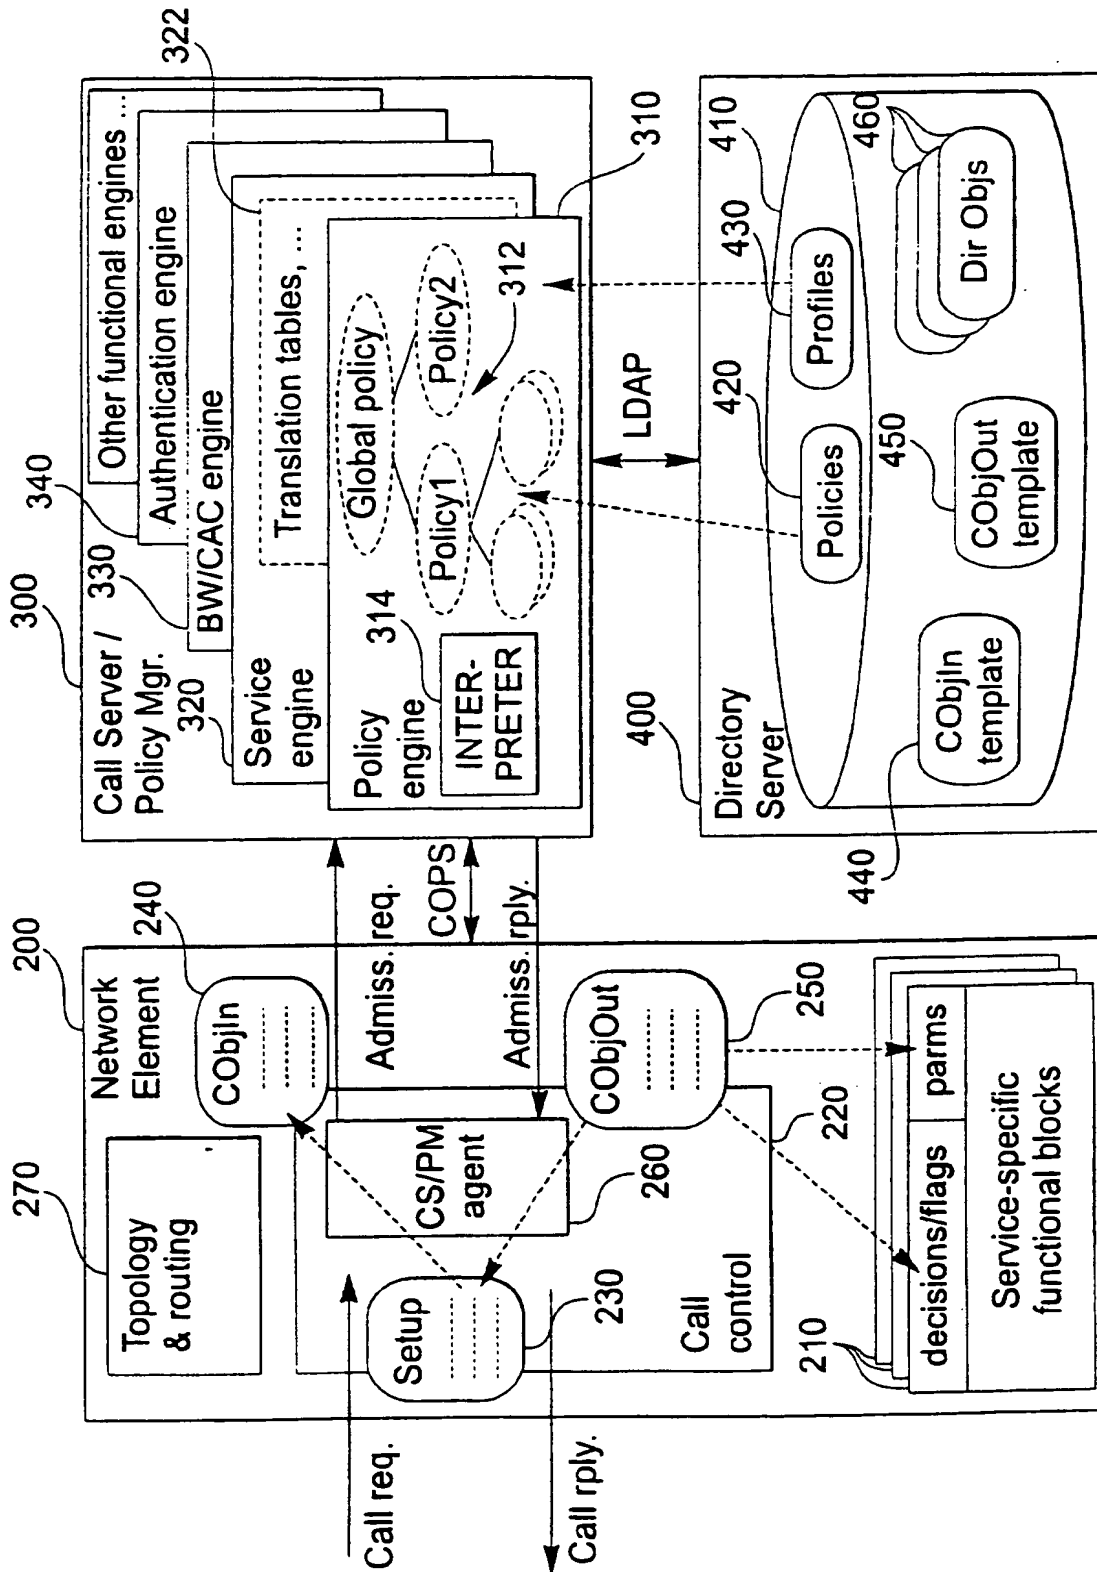 200
Network
Element
270
Topology
& routing
240
CObjIn
Call req.
Setup
230
Call rply.
CS/PM
agent
260
Call
control
220
Admiss. req.
COPS
Admiss. rply.
CObjOut
250
210
decisions/flags
parms
Service-specific
functional blocks
300
Call Server /
Policy Mgr.
340
330
320
322
Other functional engines ...
Authentication engine
BW/CAC engine
Service
engine
Translation tables, ...
Policy
engine
314
INTER-
PRETER
Global policy
Policy1
Policy2
312
310
LDAP
400
Directory
Server
420
430
410
Policies
Profiles
440
CObjIn
template
450
CObjOut
template
460
Dir Objs